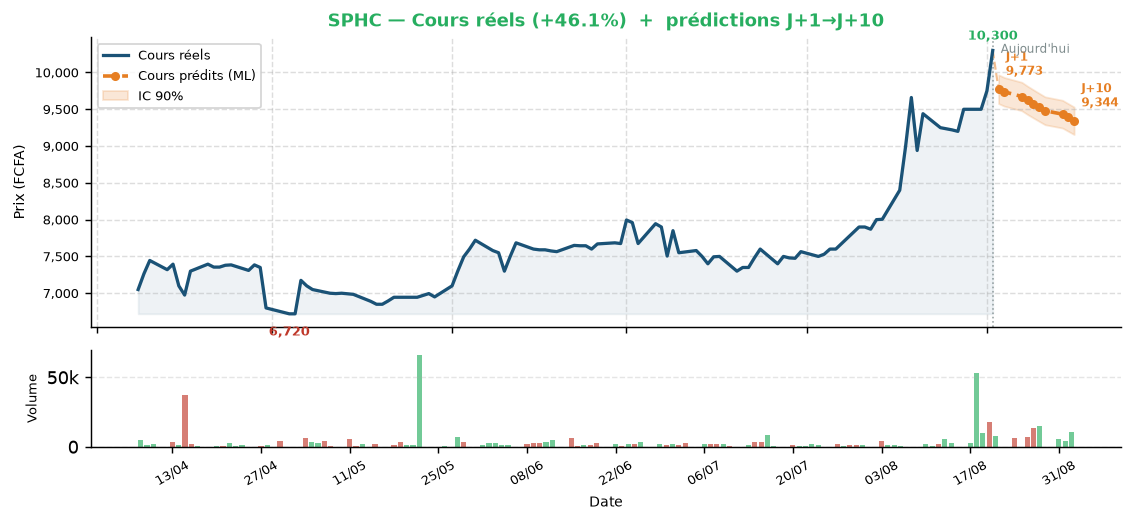 SPHC — Cours réels (+46.1%)  +  prédictions J+1→J+10
10,300
Aujourd'hui
Cours réels
Cours prédits (ML)
IC 90%
J+1
9,773
J+10
9,344
Prix (FCFA)
10,000
9,500
9,000
8,500
8,000
7,500
7,000
6,720
Volume
50k
0
13/04
27/04
11/05
25/05
08/06
22/06
06/07
20/07
03/08
17/08
31/08
Date